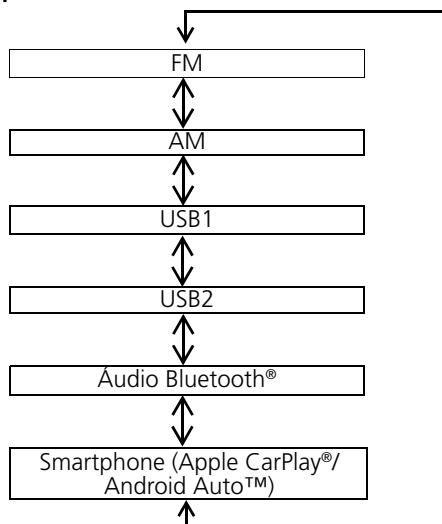 FM
AM
USB1
USB2
Áudio Bluetooth®
Smartphone (Apple CarPlay®/
Android Auto™)